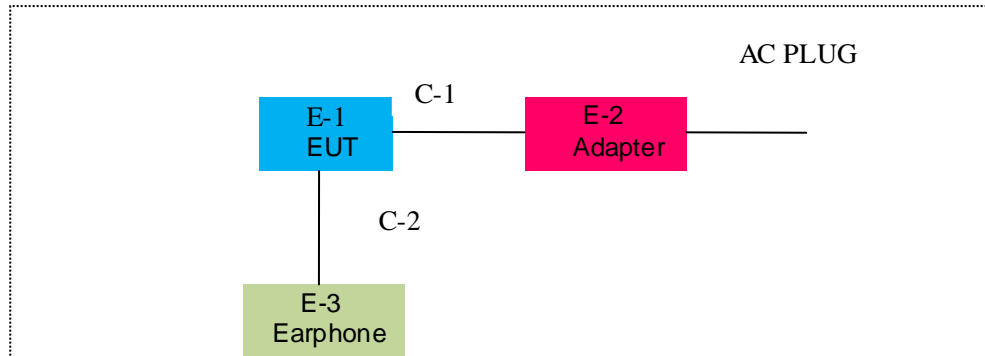 AC PLUG
C-1
E-1
EUT
E-2
Adapter
C-2
E-3
Earphone